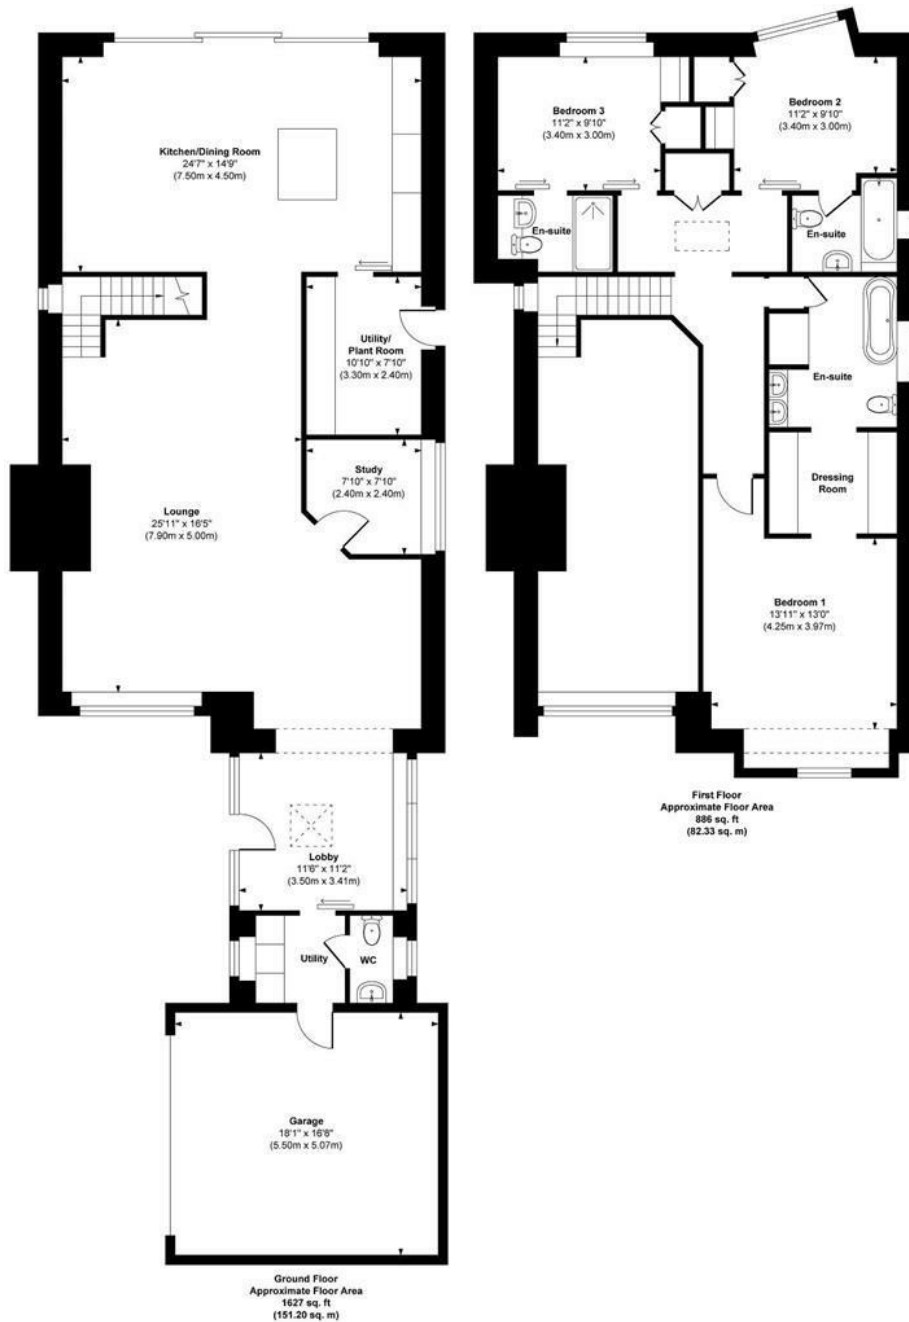 Kitchen/Dining Room
24'7" x 14'9"
(7.50m x 4.50m)
Utility/
Plant Room
10'10" x 7'10"
(3.30m x 2.40m)
Study
7'10" x 7'10"
(2.40m x 2.40m)
Lounge
25'11" x 16'5"
(7.90m x 5.00m)
Lobby
11'6" x 11'2"
(3.50m x 3.41m)
Utility
WC
Garage
18'1" x 16'8"
(5.50m x 5.07m)
Ground Floor
Approximate Floor Area
1627 sq. ft
(151.20 sq. m)
Bedroom 3
11'2" x 9'10"
(3.40m x 3.00m)
Bedroom 2
11'2" x 9'10"
(3.40m x 3.00m)
En-suite
En-suite
En-suite
Dressing
Room
Bedroom 1
13'11" x 13'0"
(4.25m x 3.97m)
First Floor
Approximate Floor Area
886 sq. ft
(82.33 sq. m)